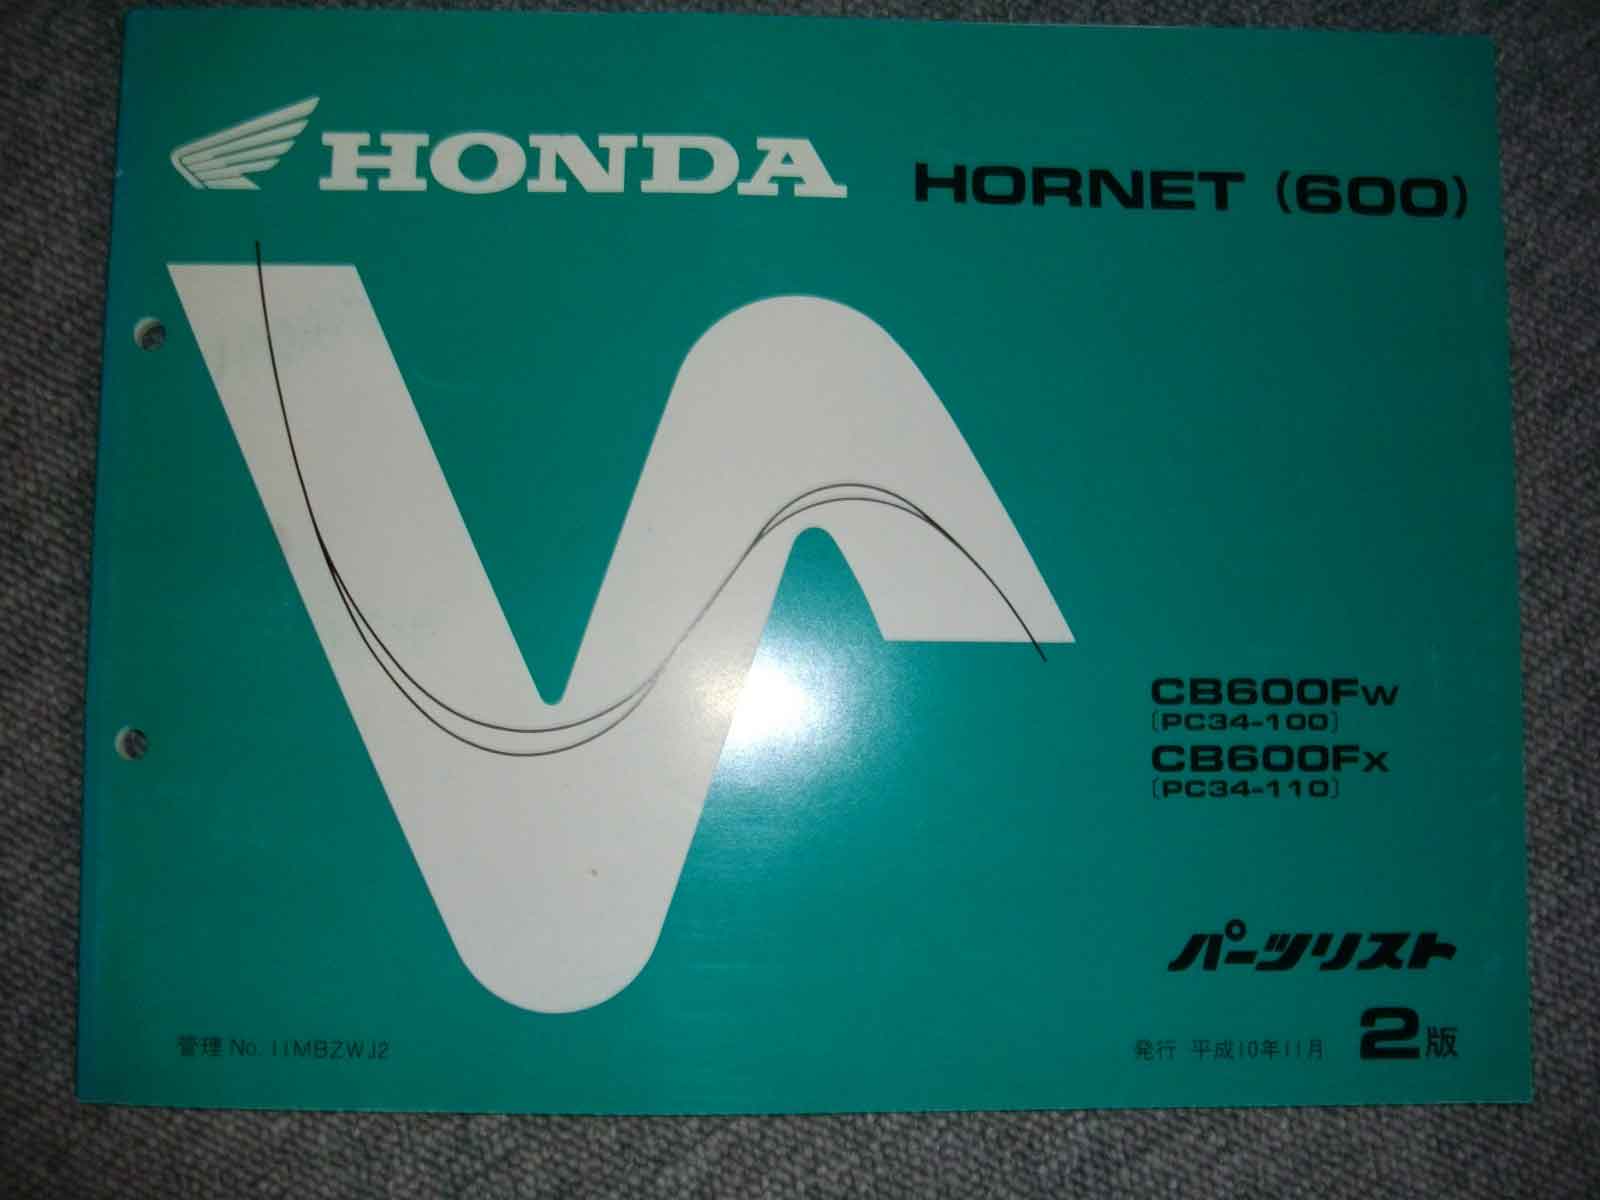 HONDA
HORNET (600)
CB600FW
(PC34-100)
CB600FX
(PC34-110)
パーツリスト
管理 No. 11MBZWJ2
発行 平成10年11月
2版